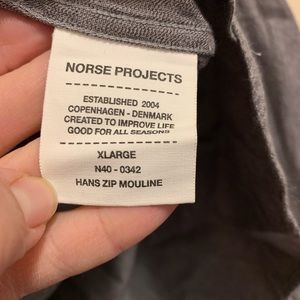 NORSE PROJECTS
ESTABLISHED 2004
COPENHAGEN - DENMARK
CREATED TO IMPROVE LIFE
GOOD FOR ALL SEASONS
XLARGE
N40 - 0342
HANS ZIP MOULINE